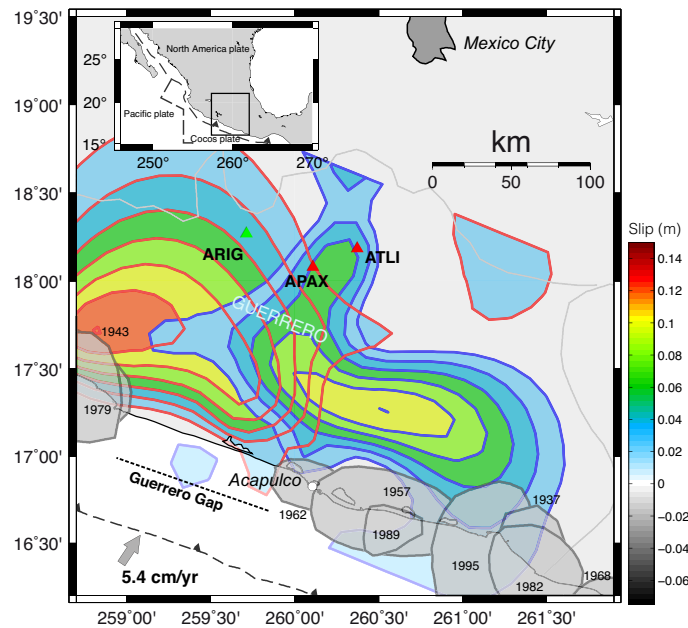 19°30'
19°00'
18°30'
18°00'
17°30'
17°00'
16°30'
259°00'
259°30'
260°00'
260°30'
261°00'
261°30'
North America plate
Pacific plate
Cocos plate
25°
20°
15°
250°
260°
270°
Mexico City
km
0 50 100
ARIG
APAX
ATLI
GUERRERO
1943
1979
Acapulco
Guerrero Gap
5.4 cm/yr
1962
1957
1989
1937
1995
1982
1968
Slip (m)
0.14
0.12
0.1
0.08
0.06
0.04
0.02
0
−0.02
−0.04
−0.06